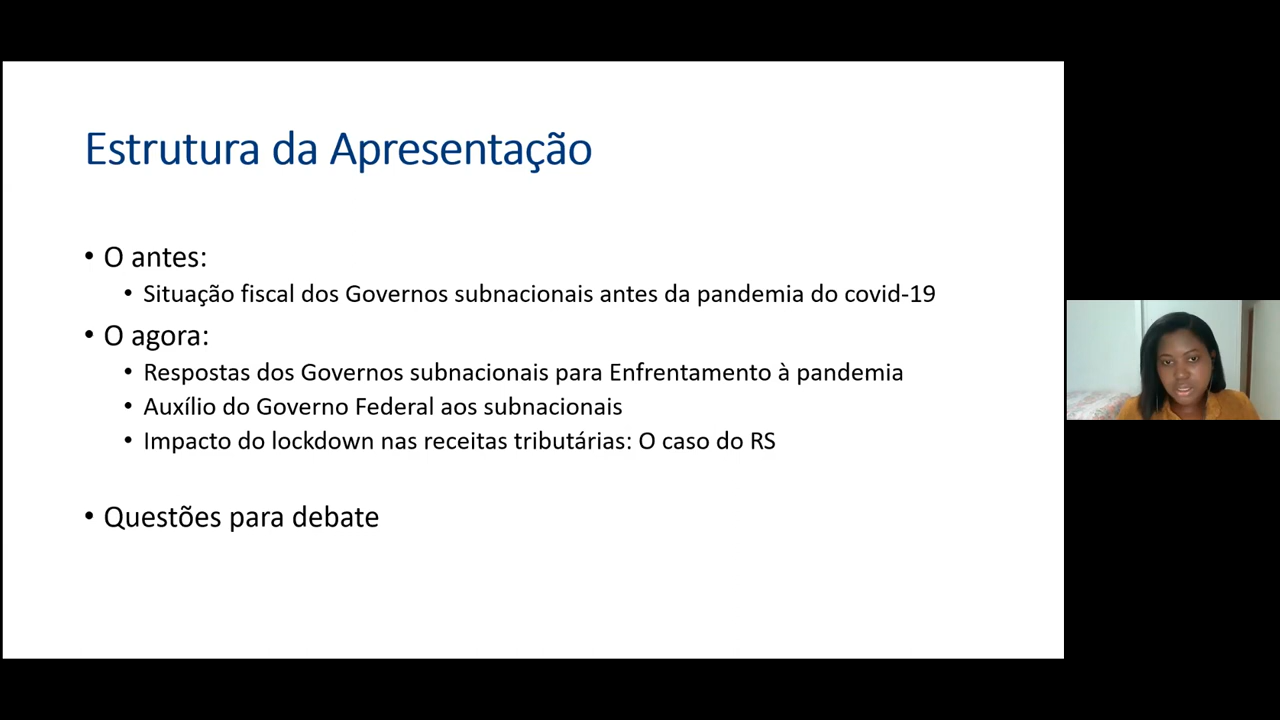 Estrutura da Apresentação
• O antes:
• Situação fiscal dos Governos subnacionais antes da pandemia do covid-19
• O agora:
• Respostas dos Governos subnacionais para Enfrentamento à pandemia
• Auxílio do Governo Federal aos subnacionais
• Impacto do lockdown nas receitas tributárias: O caso do RS
• Questões para debate